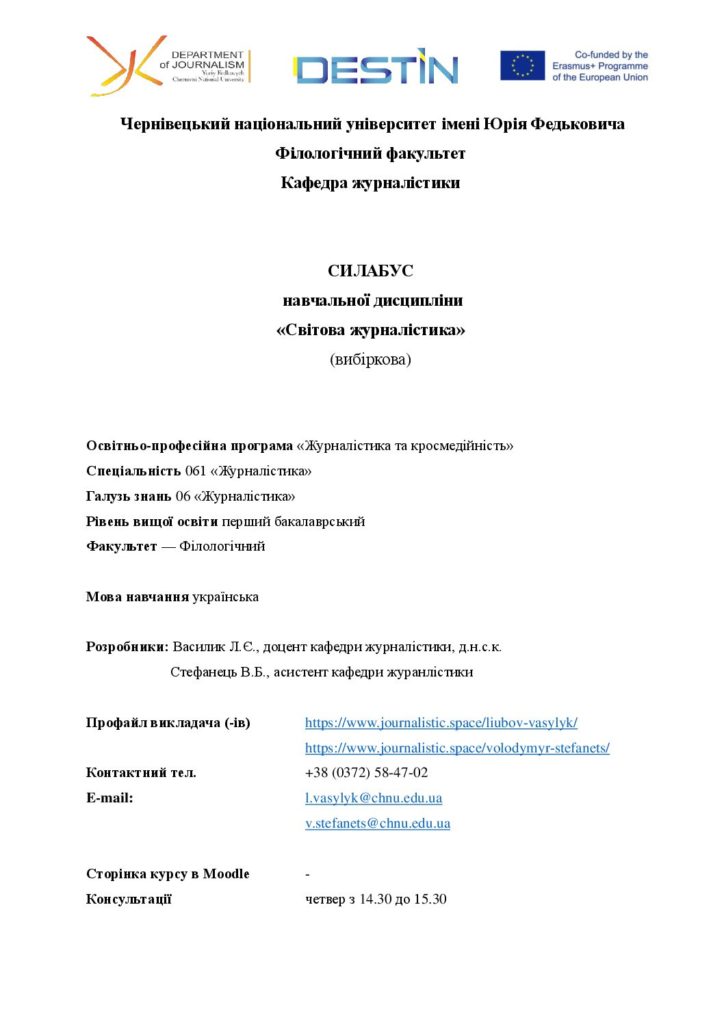 DEPARTMENT
of JOURNALISM
Yuriy Fedkovych
Chernivtsi National University
DESTIN
Co-funded by the
Erasmus+ Programme
of the European Union
Чернівецький національний університет імені Юрія Федьковича
Філологічний факультет
Кафедра журналістики
СИЛАБУС
навчальної дисципліни
«Світова журналістика»
(вибіркова)
Освітньо-професійна програма «Журналістика та кросмедійність»
Спеціальність 061 «Журналістика»
Галузь знань 06 «Журналістика»
Рівень вищої освіти перший бакалаврський
Факультет — Філологічний
Мова навчання українська
Розробники: Василик Л.Є., доцент кафедри журналістики, д.н.с.к.
Стефанець В.Б., асистент кафедри журанлістики
Профайл викладача (-ів) https://www.journalistic.space/liubov-vasylyk/
https://www.journalistic.space/volodymyr-stefanets/
Контактний тел. +38 (0372) 58-47-02
E-mail: l.vasylyk@chnu.edu.ua
v.stefanets@chnu.edu.ua
Сторінка курсу в Moodle -
Консультації четвер з 14.30 до 15.30